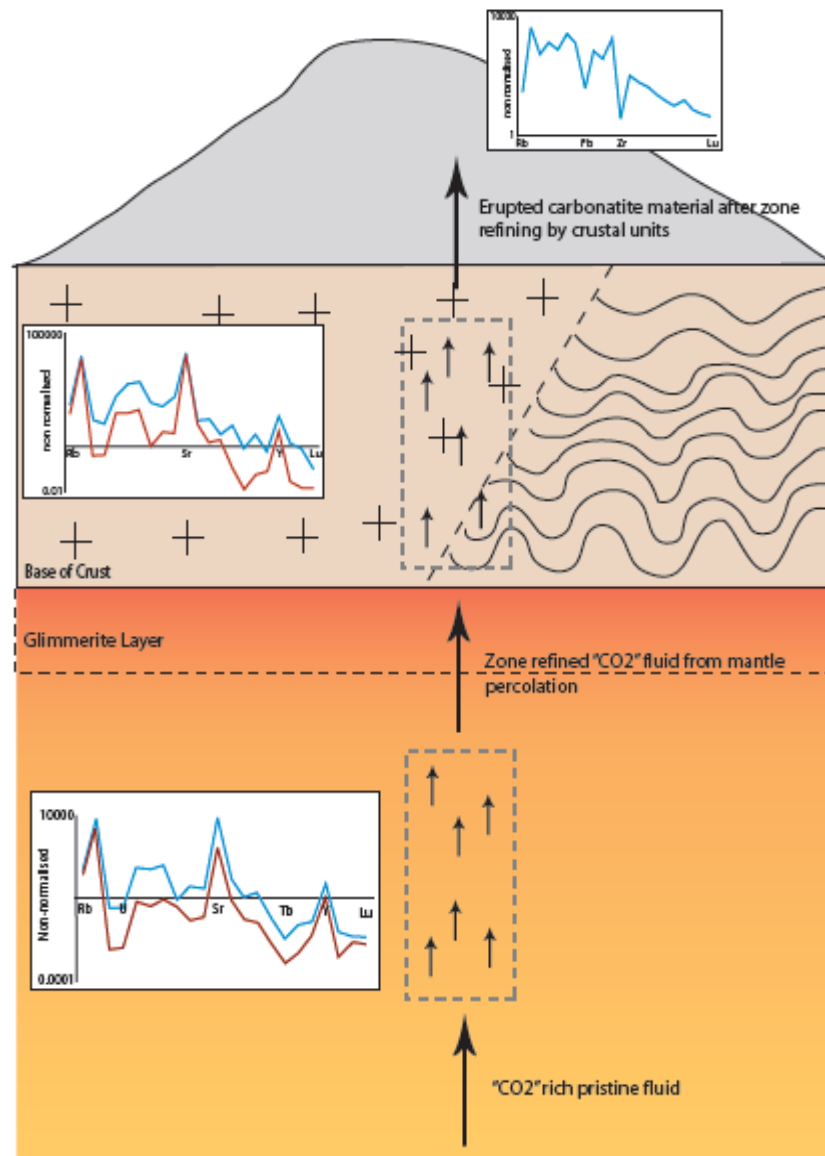 10000
non normalised
1
Rb
Pb
Zr
Lu
Erupted carbonatite material after zone
refining by crustal units
100000
non normalised
Rb
Sr
Y
Lu
0.01
Base of Crust
Glimmerite Layer
Zone refined "CO2" fluid from mantle
percolation
10000
Non-normalised
Rb
U
Sr
Tb
Y
Lu
0.0001
"CO2" rich pristine fluid